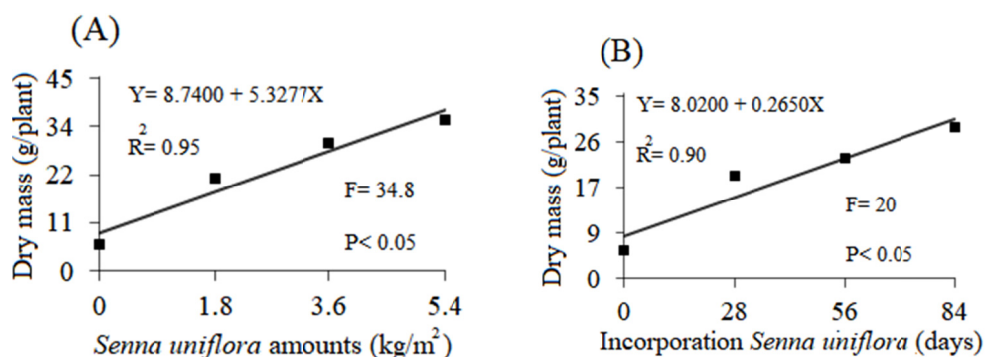 (A)
45
34
22
11
0
Dry mass (g/plant)
Y= 8.7400 + 5.3277X
R²= 0.95
F= 34.8
P< 0.05
0 1.8 3.6 5.4
Senna uniflora amounts (kg/m²)
(B)
35
26
17
9
0
Dry mass (g/plant)
Y= 8.0200 + 0.2650X
R²= 0.90
F= 20
P< 0.05
0 28 56 84
Incorporation Senna uniflora (days)